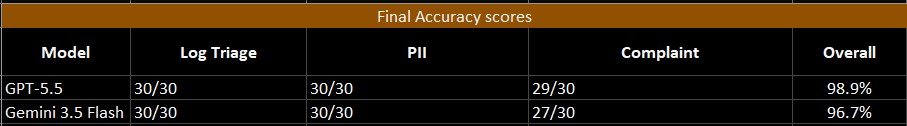 Final Accuracy scores
Model Log Triage PII Complaint Overall
GPT-5.5 30/30 30/30 29/30 98.9%
Gemini 3.5 Flash 30/30 30/30 27/30 96.7%